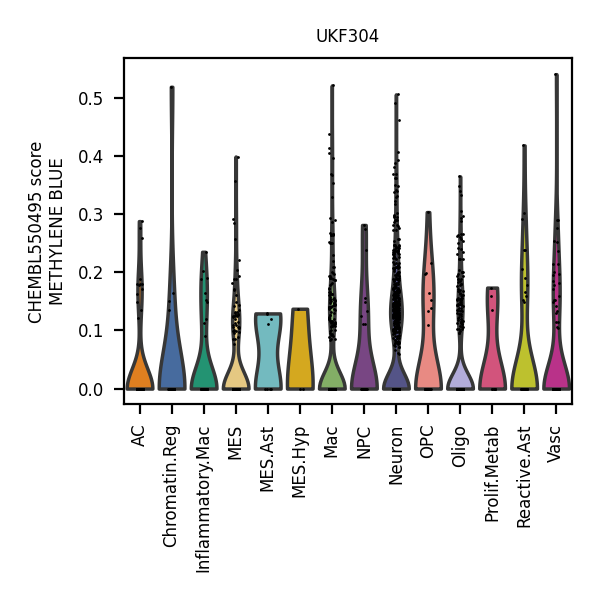 UKF304
CHEMBL550495 score
METHYLENE BLUE
0.5
0.4
0.3
0.2
0.1
0.0
AC
Chromatin.Reg
Inflammatory.Mac
MES
MES.Ast
MES.Hyp
Mac
NPC
Neuron
OPC
Oligo
Prolif.Metab
Reactive.Ast
Vasc